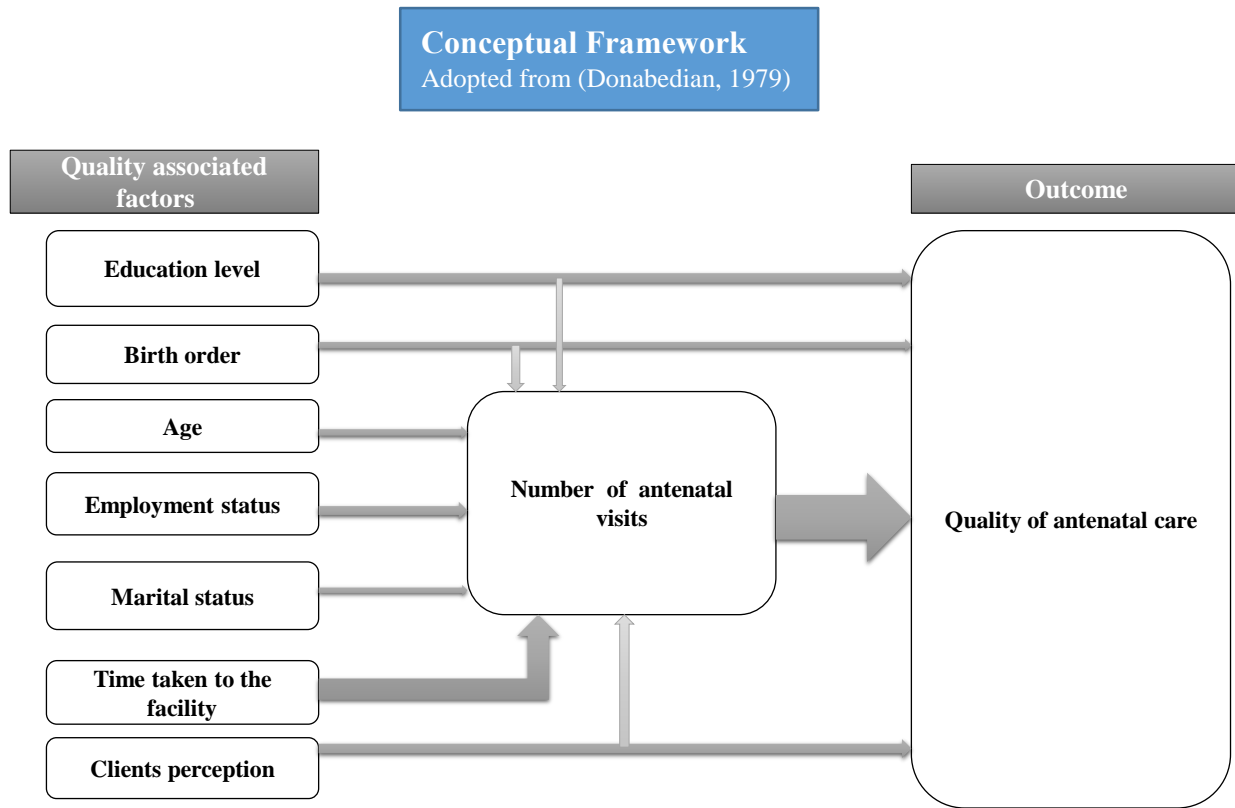 Conceptual Framework
Adopted from (Donabedian, 1979)
Quality associated
factors
Outcome
Education level
Birth order
Age
Employment status
Marital status
Time taken to the
facility
Clients perception
Number of antenatal
visits
Quality of antenatal care